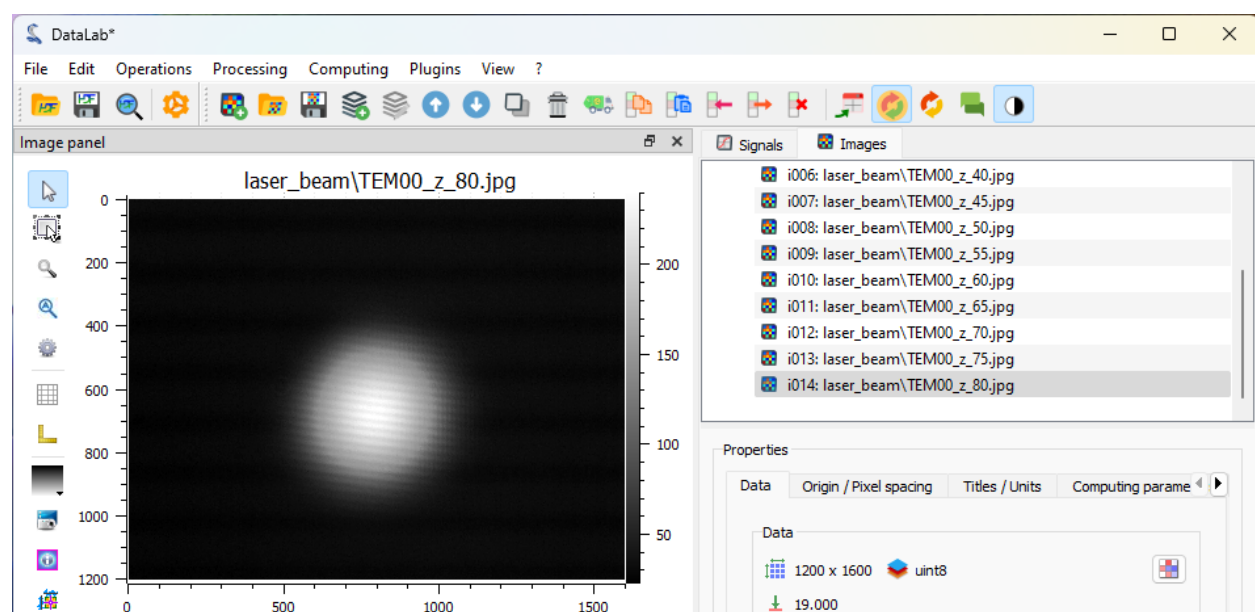 DataLab*
File Edit Operations Processing Computing Plugins View ?
Image panel
Signals Images
laser_beam\TEM00_z_80.jpg
0
200
400
600
800
1000
1200
0 500 1000 1500
200
150
100
50
i006: laser_beam\TEM00_z_40.jpg
i007: laser_beam\TEM00_z_45.jpg
i008: laser_beam\TEM00_z_50.jpg
i009: laser_beam\TEM00_z_55.jpg
i010: laser_beam\TEM00_z_60.jpg
i011: laser_beam\TEM00_z_65.jpg
i012: laser_beam\TEM00_z_70.jpg
i013: laser_beam\TEM00_z_75.jpg
i014: laser_beam\TEM00_z_80.jpg
Properties
Data Origin / Pixel spacing Titles / Units Computing parame
Data
1200 x 1600 uint8
19.000